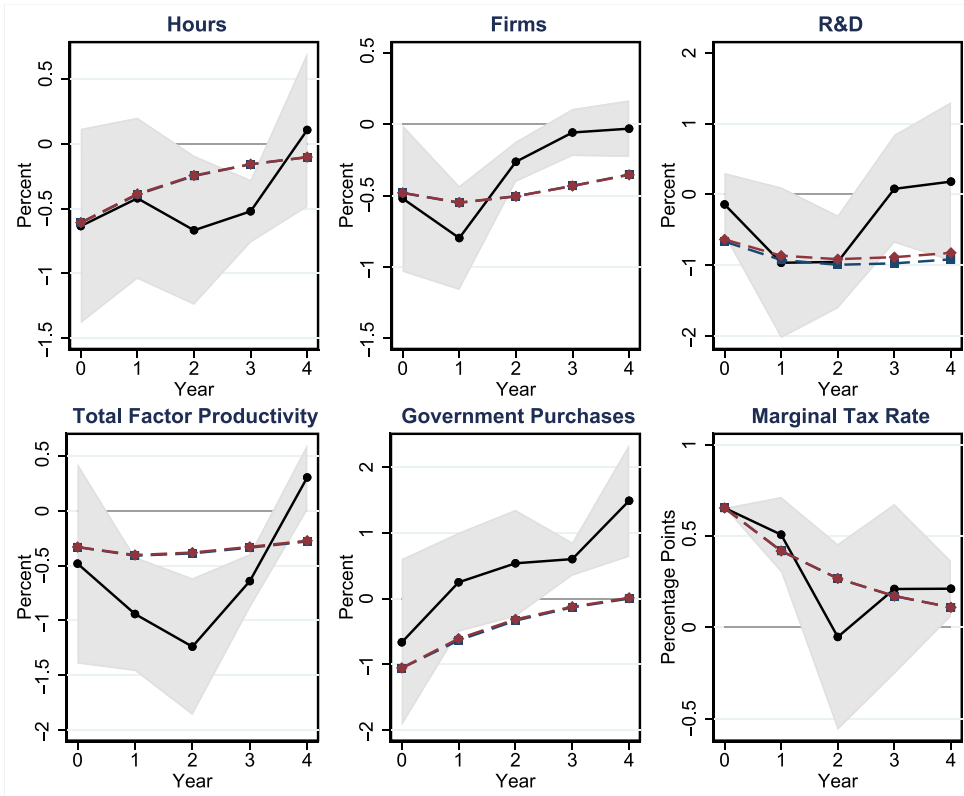 Hours
Percent
0.5
0
−0.5
−1
−1.5
0 1 2 3 4
Year
Firms
Percent
0.5
0
−0.5
−1
−1.5
0 1 2 3 4
Year
R&D
Percent
2
1
0
−1
−2
0 1 2 3 4
Year
Total Factor Productivity
Percent
0.5
0
−0.5
−1
−1.5
−2
0 1 2 3 4
Year
Government Purchases
Percent
2
1
0
−1
−2
0 1 2 3 4
Year
Marginal Tax Rate
Percentage Points
1
0.5
0
−0.5
0 1 2 3 4
Year